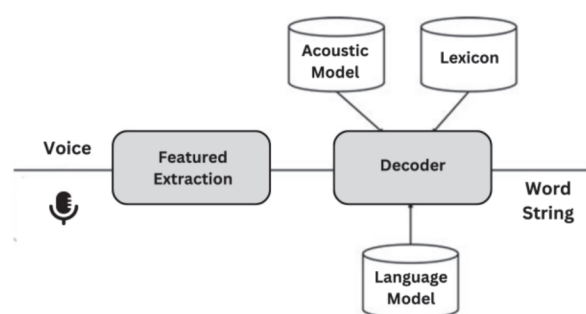 Acoustic
Model
Lexicon
Voice
Featured
Extraction
Decoder
Word
String
Language
Model